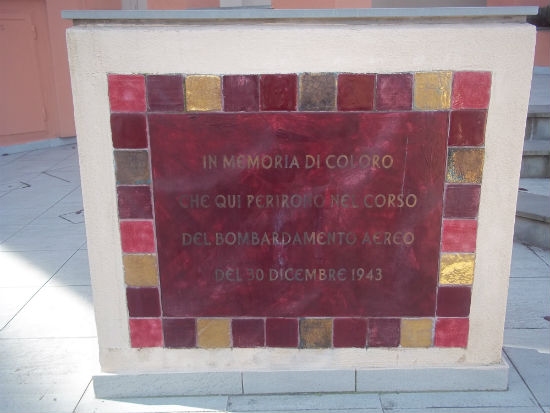 IN MEMORIA DI COLORO
CHE QUI PERIRONO NEL CORSO
DEL BOMBARDAMENTO AEREO
DEL 30 DICEMBRE 1943